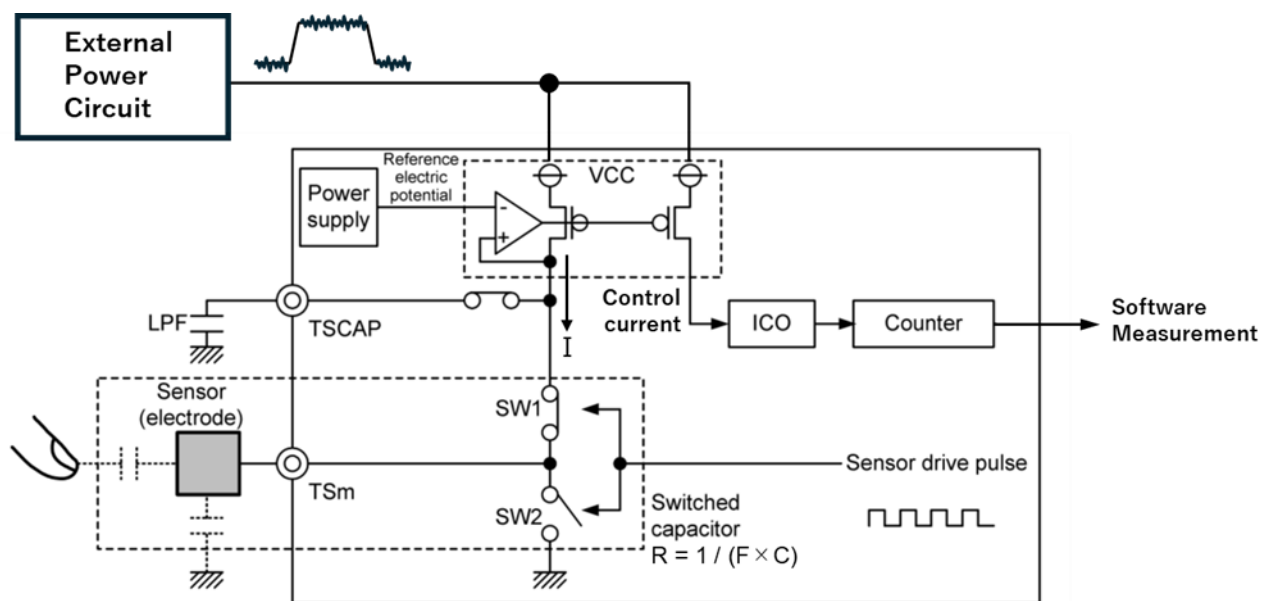 External
Power
Circuit
Reference
electric
potential
VCC
Power
supply
-
+
LPF
TSCAP
Control
current
I
ICO
Counter
Software
Measurement
Sensor
(electrode)
SW1
TSm
Sensor drive pulse
SW2
Switched
capacitor
R = 1 / (F × C)